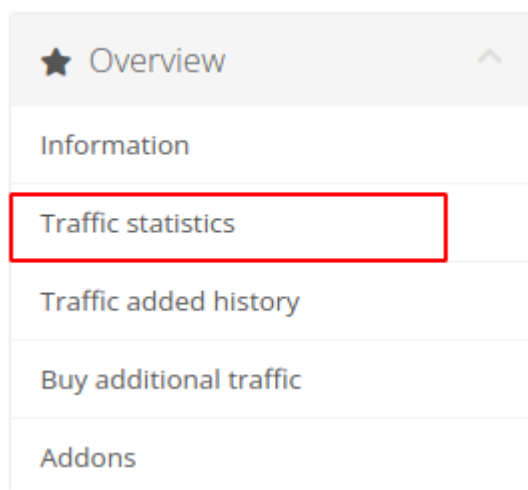 Overview
Information
Traffic statistics
Traffic added history
Buy additional traffic
Addons